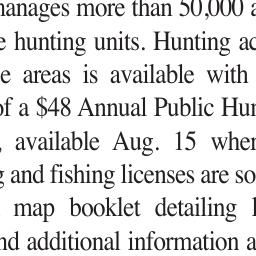 manages more than 50,000 a
hunting units. Hunting ac
areas is available with
of a $48 Annual Public Hun
, available Aug. 15 wher
and fishing licenses are so
map booklet detailing
nd additional information a